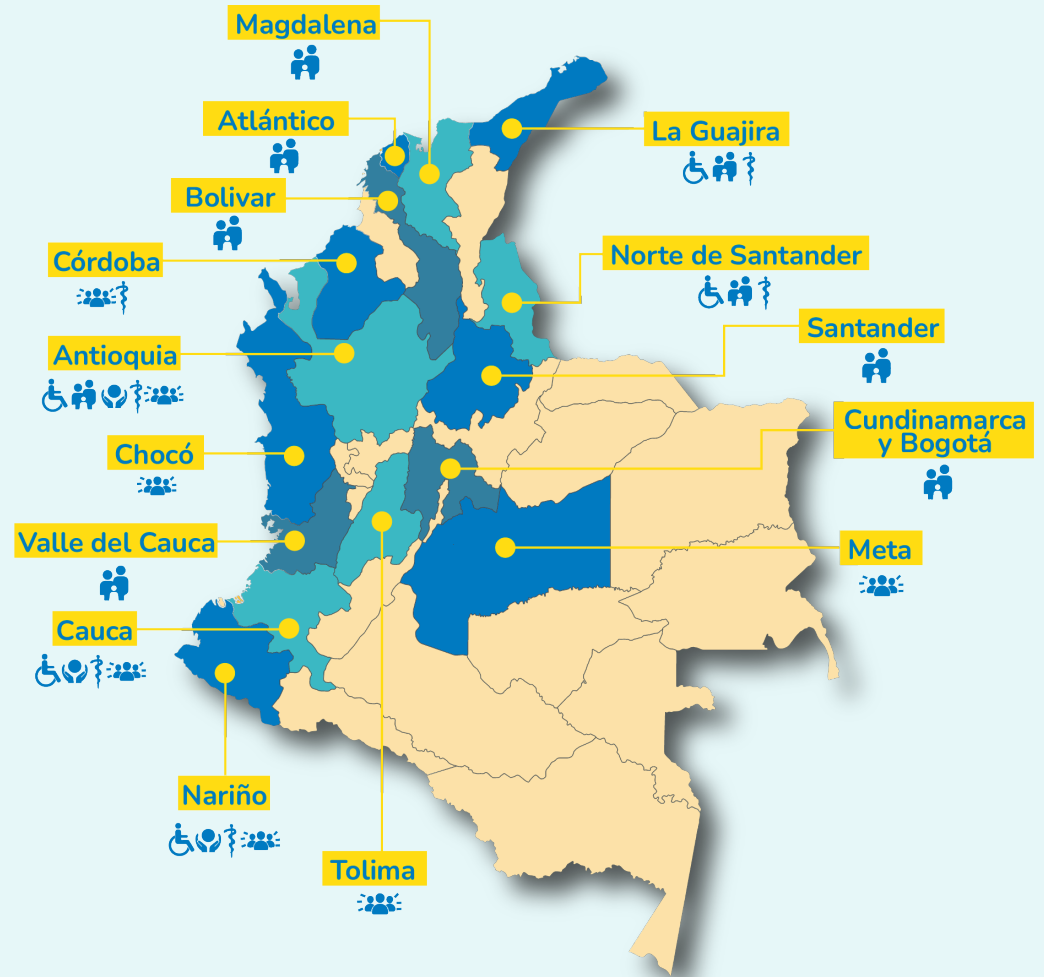 Magdalena
Atlántico
La Guajira
Bolivar
Córdoba
Norte de Santander
Santander
Antioquia
Cundinamarca
y Bogotá
Chocó
Valle del Cauca
Meta
Cauca
Nariño
Tolima